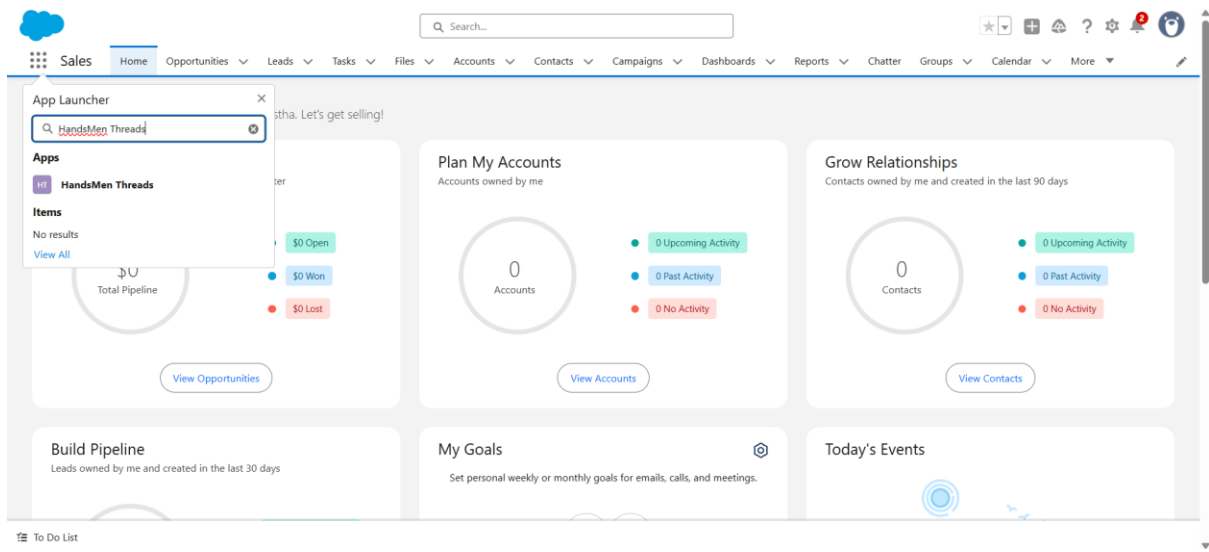 Search...
2
Sales
Home
Opportunities
Leads
Tasks
Files
Accounts
Contacts
Campaigns
Dashboards
Reports
Chatter
Groups
Calendar
More
App Launcher
HandsMen Threads
Apps
HT
HandsMen Threads
Items
No results
View All
stha. Let's get selling!
ter
$0 Open
$0 Won
$0 Lost
$0
Total Pipeline
View Opportunities
Plan My Accounts
Accounts owned by me
0
Accounts
0 Upcoming Activity
0 Past Activity
0 No Activity
View Accounts
Grow Relationships
Contacts owned by me and created in the last 90 days
0
Contacts
0 Upcoming Activity
0 Past Activity
0 No Activity
View Contacts
Build Pipeline
Leads owned by me and created in the last 30 days
My Goals
Set personal weekly or monthly goals for emails, calls, and meetings.
Today's Events
To Do List